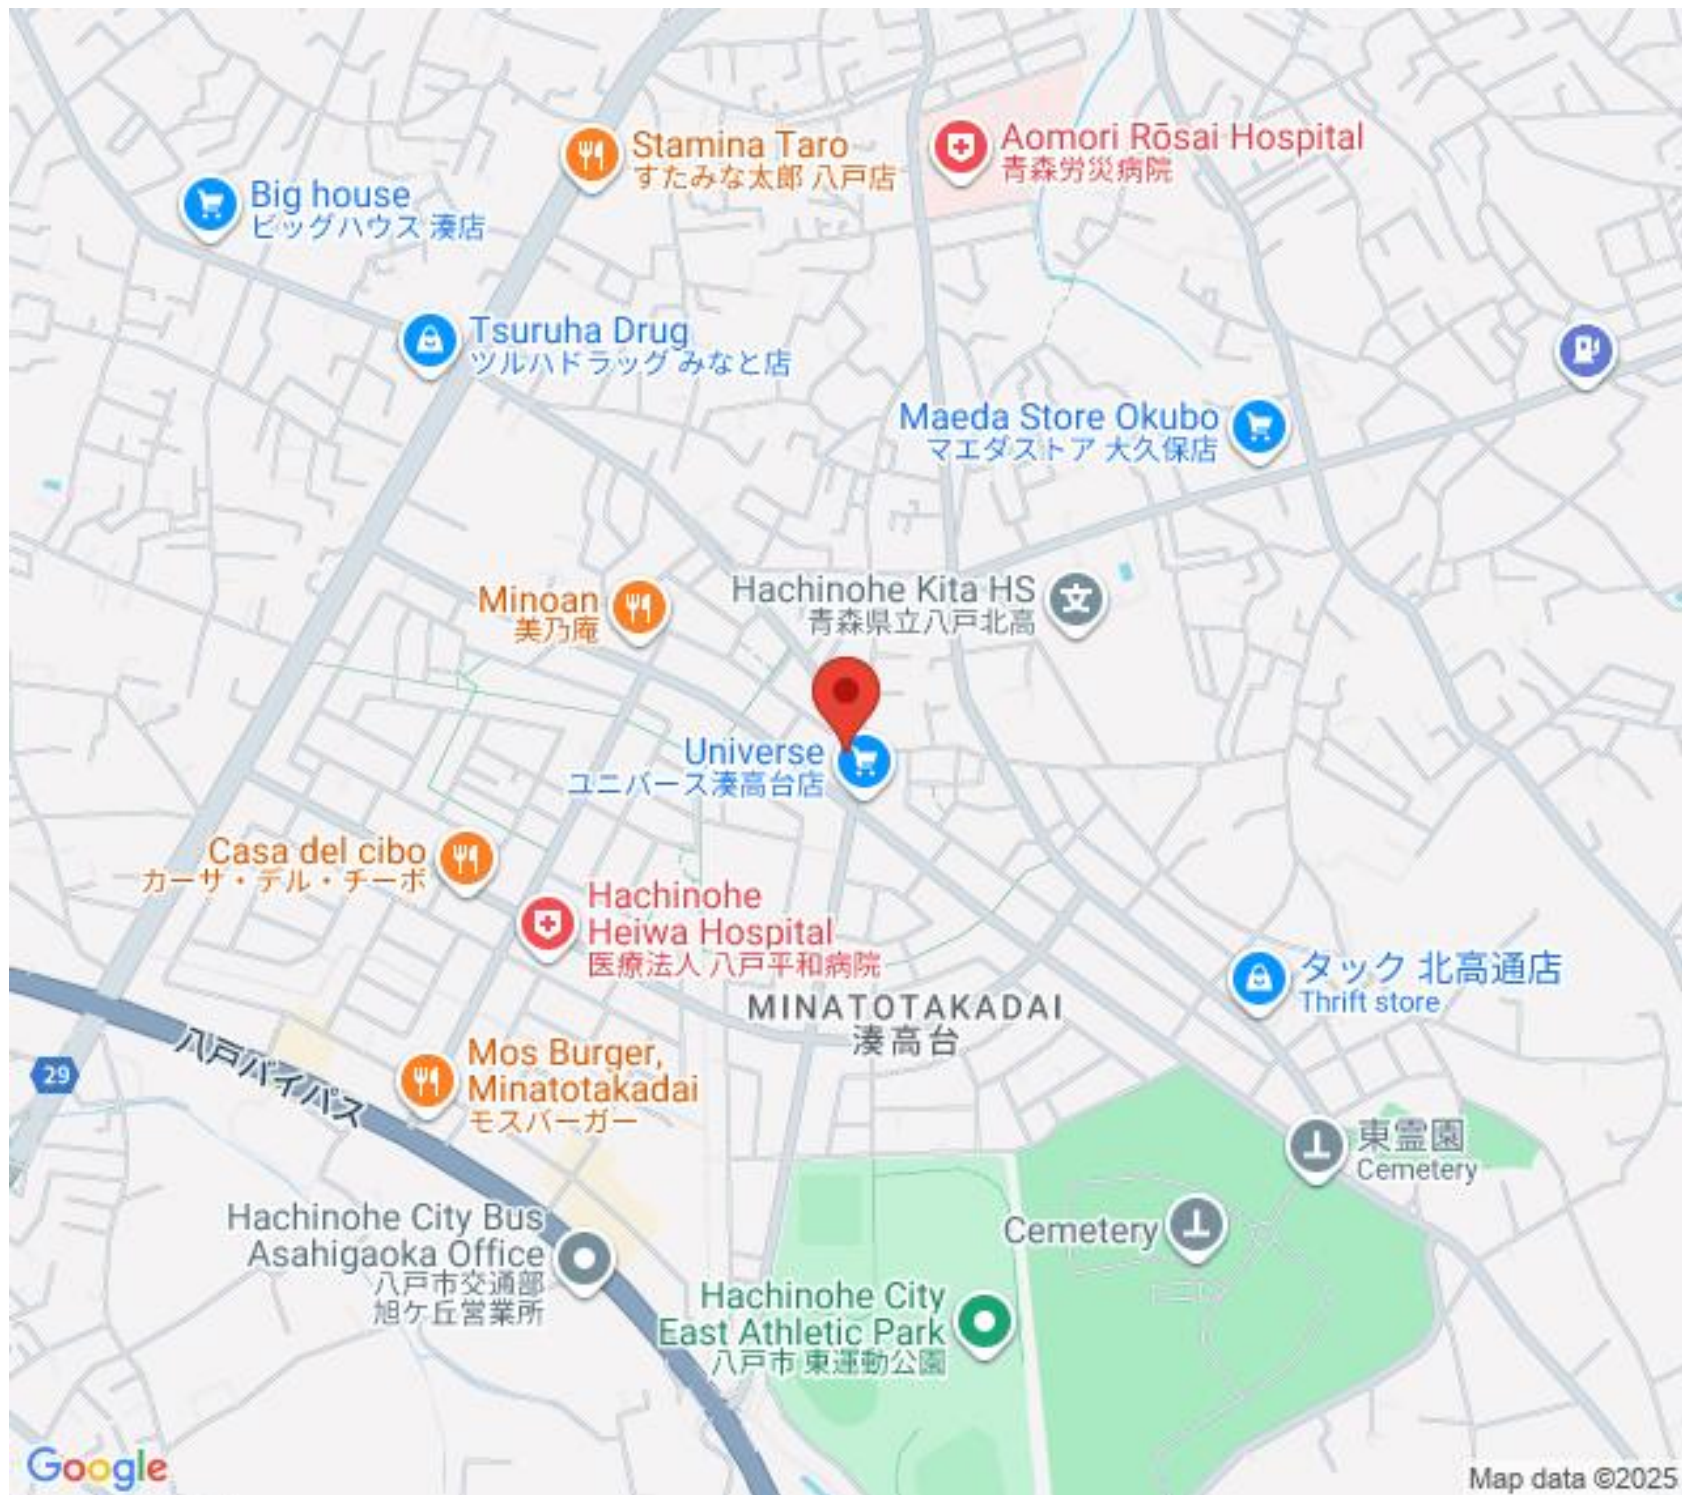 Stamina Taro
すたみな太郎 八戸店
Aomori Rōsai Hospital
青森労災病院
Big house
ビッグハウス 湊店
Tsuruha Drug
ツルハドラッグ みなと店
Maeda Store Okubo
マエダストア 大久保店
Minoan
美乃庵
Hachinohe Kita HS
青森県立八戸北高
文
Universe
ユニバース湊高台店
Casa del cibo
カーサ・デル・チーボ
Hachinohe
Heiwa Hospital
医療法人 八戸平和病院
タック 北高通店
Thrift store
MINATOTAKADAI
湊高台
八戸バイパス
29
Mos Burger,
Minatotakadai
モスバーガー
東霊園
Cemetery
Cemetery
Hachinohe City Bus
Asahigaoka Office
八戸市交通部
旭ケ丘営業所
Hachinohe City
East Athletic Park
八戸市 東運動公園
Google
Map data ©2025